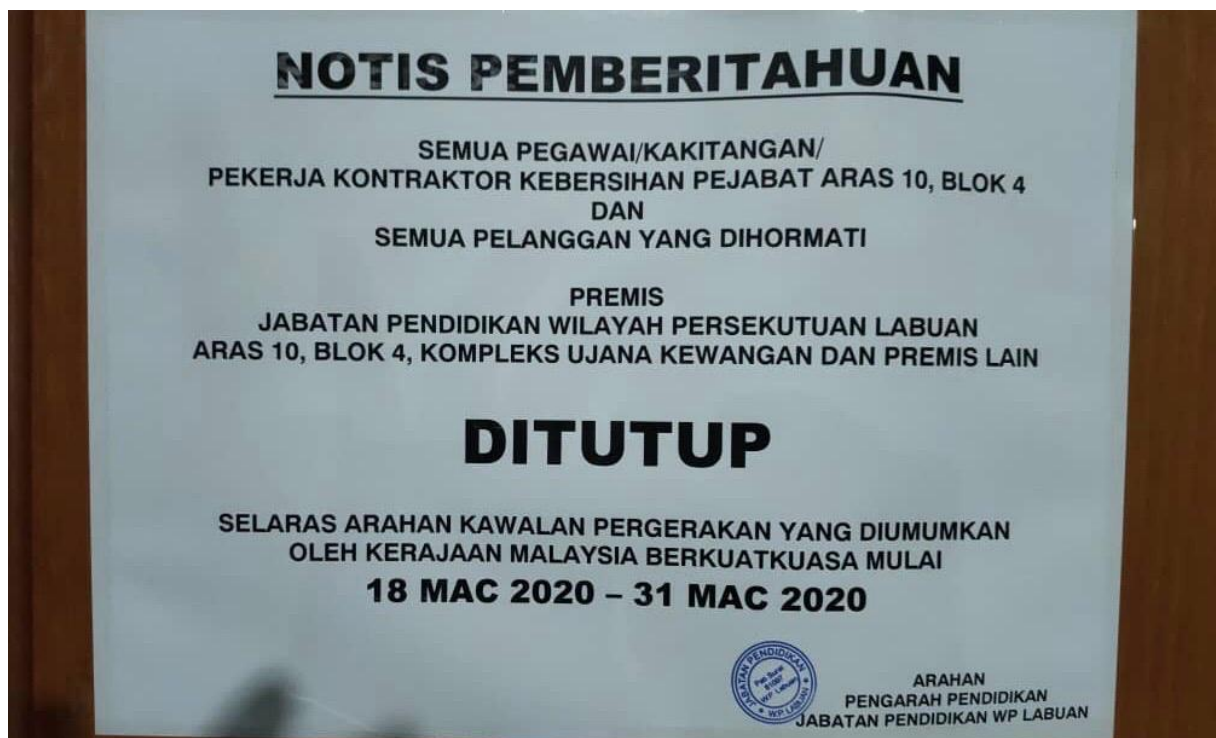 NOTIS PEMBERITAHUAN
SEMUA PEGAWAI/KAKITANGAN/
PEKERJA KONTRAKTOR KEBERSIHAN PEJABAT ARAS 10, BLOK 4
DAN
SEMUA PELANGGAN YANG DIHORMATI
PREMIS
JABATAN PENDIDIKAN WILAYAH PERSEKUTUAN LABUAN
ARAS 10, BLOK 4, KOMPLEKS UJANA KEWANGAN DAN PREMIS LAIN
DITUTUP
SELARAS ARAHAN KAWALAN PERGERAKAN YANG DIUMUMKAN
OLEH KERAJAAN MALAYSIA BERKUATKUASA MULAI
18 MAC 2020 – 31 MAC 2020
JABATAN PENDIDIKAN
WP LABUAN
WP Labuan
ARAHAN
PENGARAH PENDIDIKAN
JABATAN PENDIDIKAN WP LABUAN